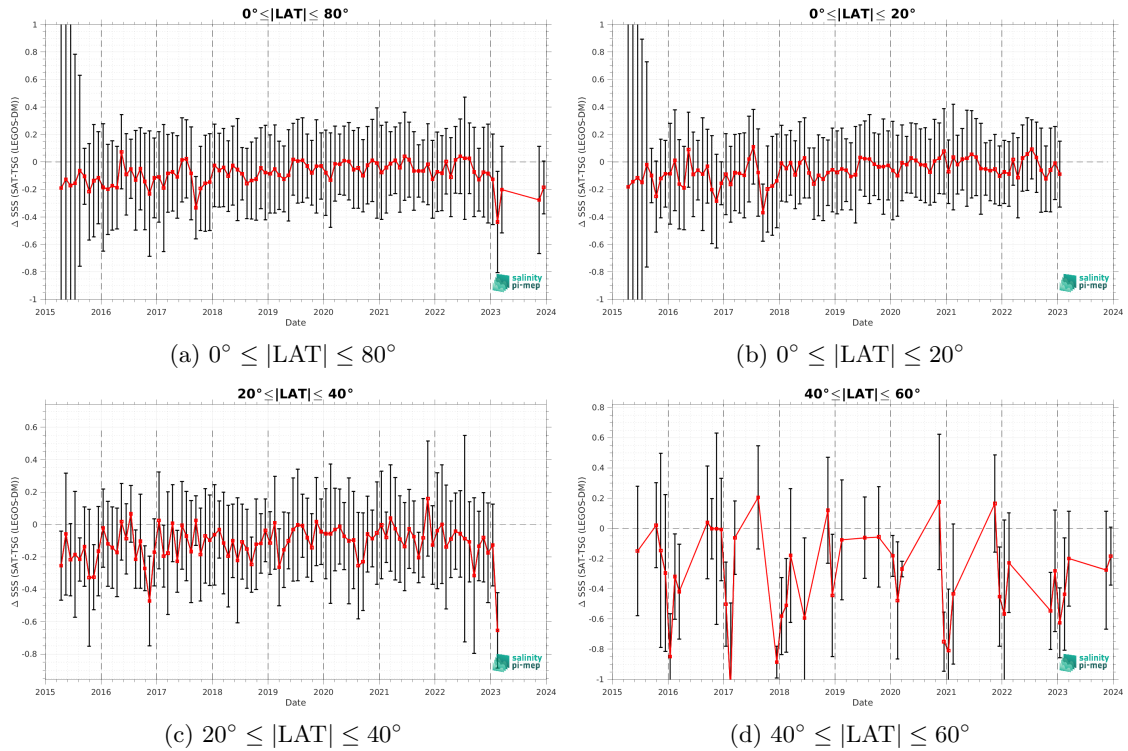 0°≤|LAT|≤ 80°
Δ SSS (SAT-TSG (LEGOS-DM))
1
0.8
0.6
0.4
0.2
0
-0.2
-0.4
-0.6
-0.8
-1
2015 2016 2017 2018 2019 2020 2021 2022 2023 2024
Date
salinity
pi-mep
(a) 0° ≤ |LAT| ≤ 80°
0°≤|LAT|≤ 20°
Δ SSS (SAT-TSG (LEGOS-DM))
1
0.8
0.6
0.4
0.2
0
-0.2
-0.4
-0.6
-0.8
-1
2015 2016 2017 2018 2019 2020 2021 2022 2023 2024
Date
salinity
pi-mep
(b) 0° ≤ |LAT| ≤ 20°
20°≤|LAT|≤ 40°
Δ SSS (SAT-TSG (LEGOS-DM))
0.6
0.4
0.2
0
-0.2
-0.4
-0.6
-0.8
2015 2016 2017 2018 2019 2020 2021 2022 2023 2024
Date
salinity
pi-mep
(c) 20° ≤ |LAT| ≤ 40°
40°≤|LAT|≤ 60°
Δ SSS (SAT-TSG (LEGOS-DM))
0.8
0.6
0.4
0.2
0
-0.2
-0.4
-0.6
-0.8
-1
2015 2016 2017 2018 2019 2020 2021 2022 2023 2024
Date
salinity
pi-mep
(d) 40° ≤ |LAT| ≤ 60°